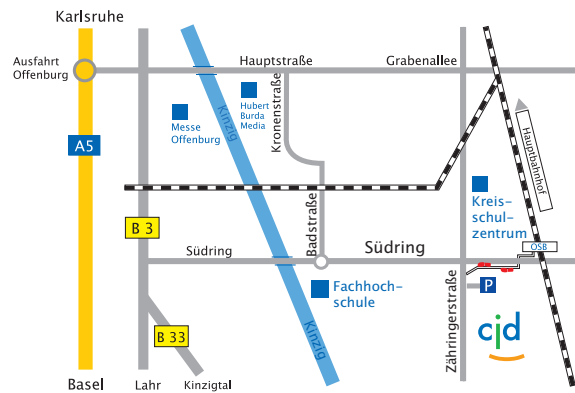 Karlsruhe
Ausfahrt
Offenburg
Hauptstraße
Grabenallee
Kronenstraße
Kinzig
Hubert
Burda
Media
Messe
Offenburg
A5
Hauptbahnhof
Kreis-
schul-
zentrum
B 3
Badstraße
Südring
Südring
OSB
Fachhoch-
schule
P
Zähringerstraße
Kinzig
cjd
B 33
Basel
Lahr
Kinzigtal